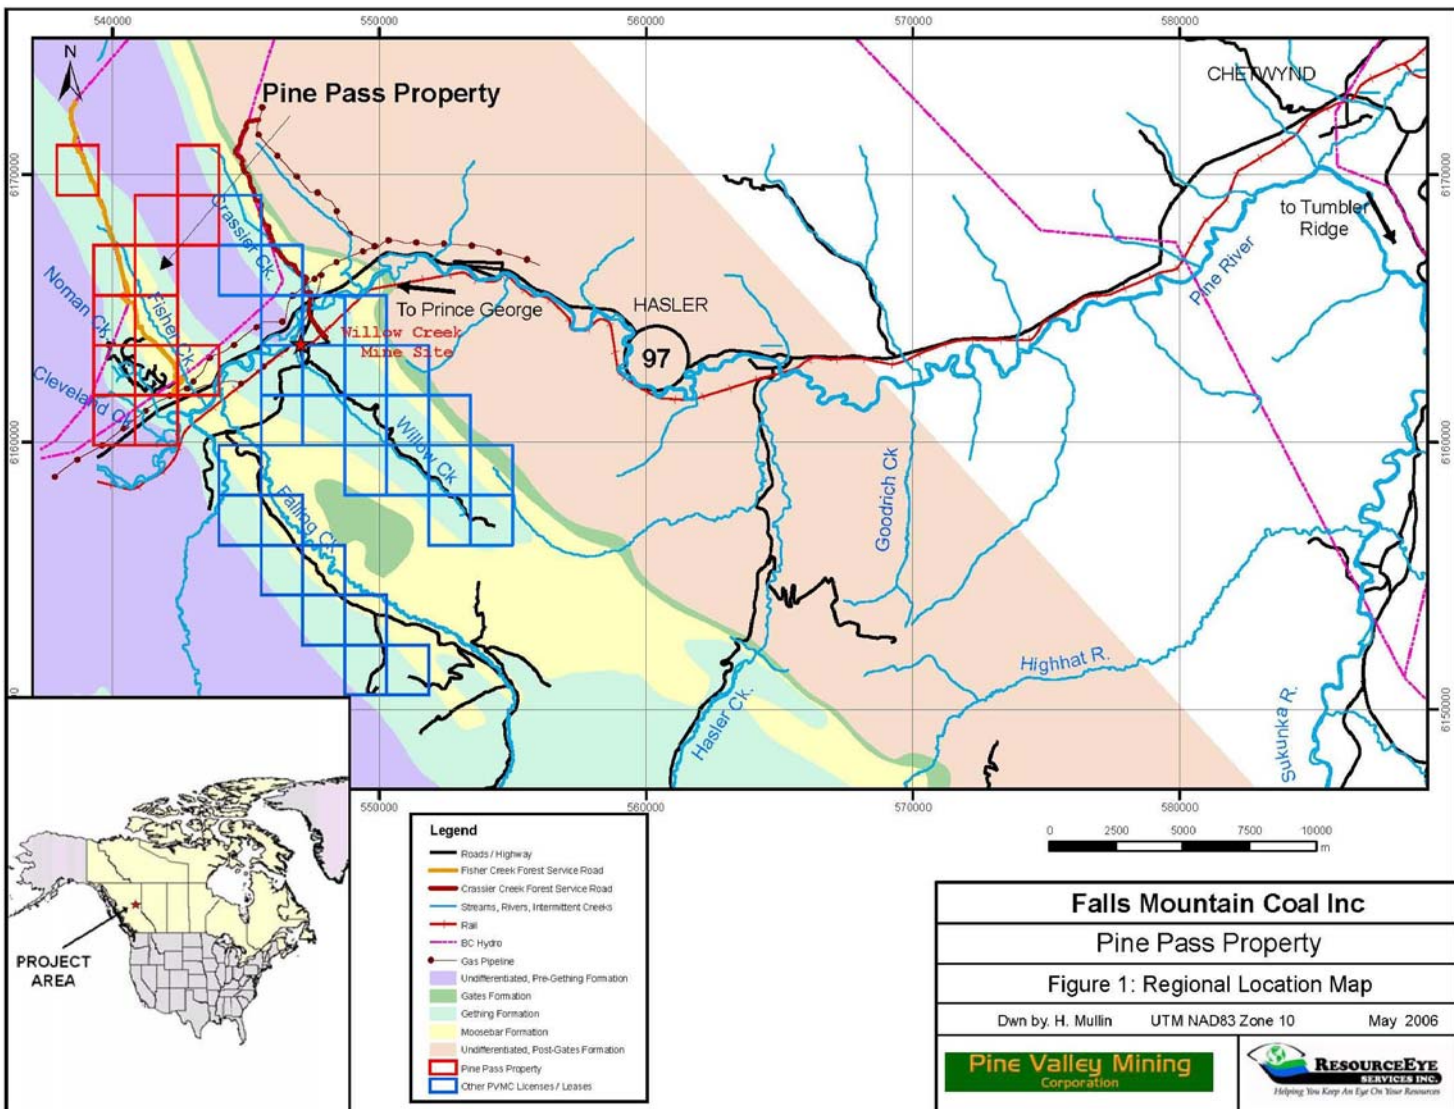 540000
550000
560000
570000
580000
N
Pine Pass Property
CHETWYND
6170000
6170000
to Tumbler
Ridge
Crassier Ck.
Noman Ck.
Fisher Ck.
Cleveland Ck.
Pine River
To Prince George
HASLER
97
Willow Creek
Mine Site
6160000
6160000
Willow Ck
Falling Ck.
Goodrich Ck
Highhat R.
Hasler Ck.
Sukunka R.
6150000
550000
560000
570000
580000
0 2500 5000 7500 10000
m
PROJECT
AREA
Legend
Roads / Highway
Fisher Creek Forest Service Road
Crassier Creek Forest Service Road
Streams, Rivers, Intermittent Creeks
Rail
BC Hydro
Gas Pipeline
Undifferentiated, Pre-Gething Formation
Gates Formation
Gething Formation
Moosebar Formation
Undifferentiated, Post-Gates Formation
Pine Pass Property
Other PVMC Licenses / Leases
Falls Mountain Coal Inc
Pine Pass Property
Figure 1: Regional Location Map
Dwn by. H. Mullin UTM NAD83 Zone 10 May 2006
Pine Valley Mining
Corporation
RESOURCEEYE
SERVICES INC.
Helping You Keep An Eye On Your Resources